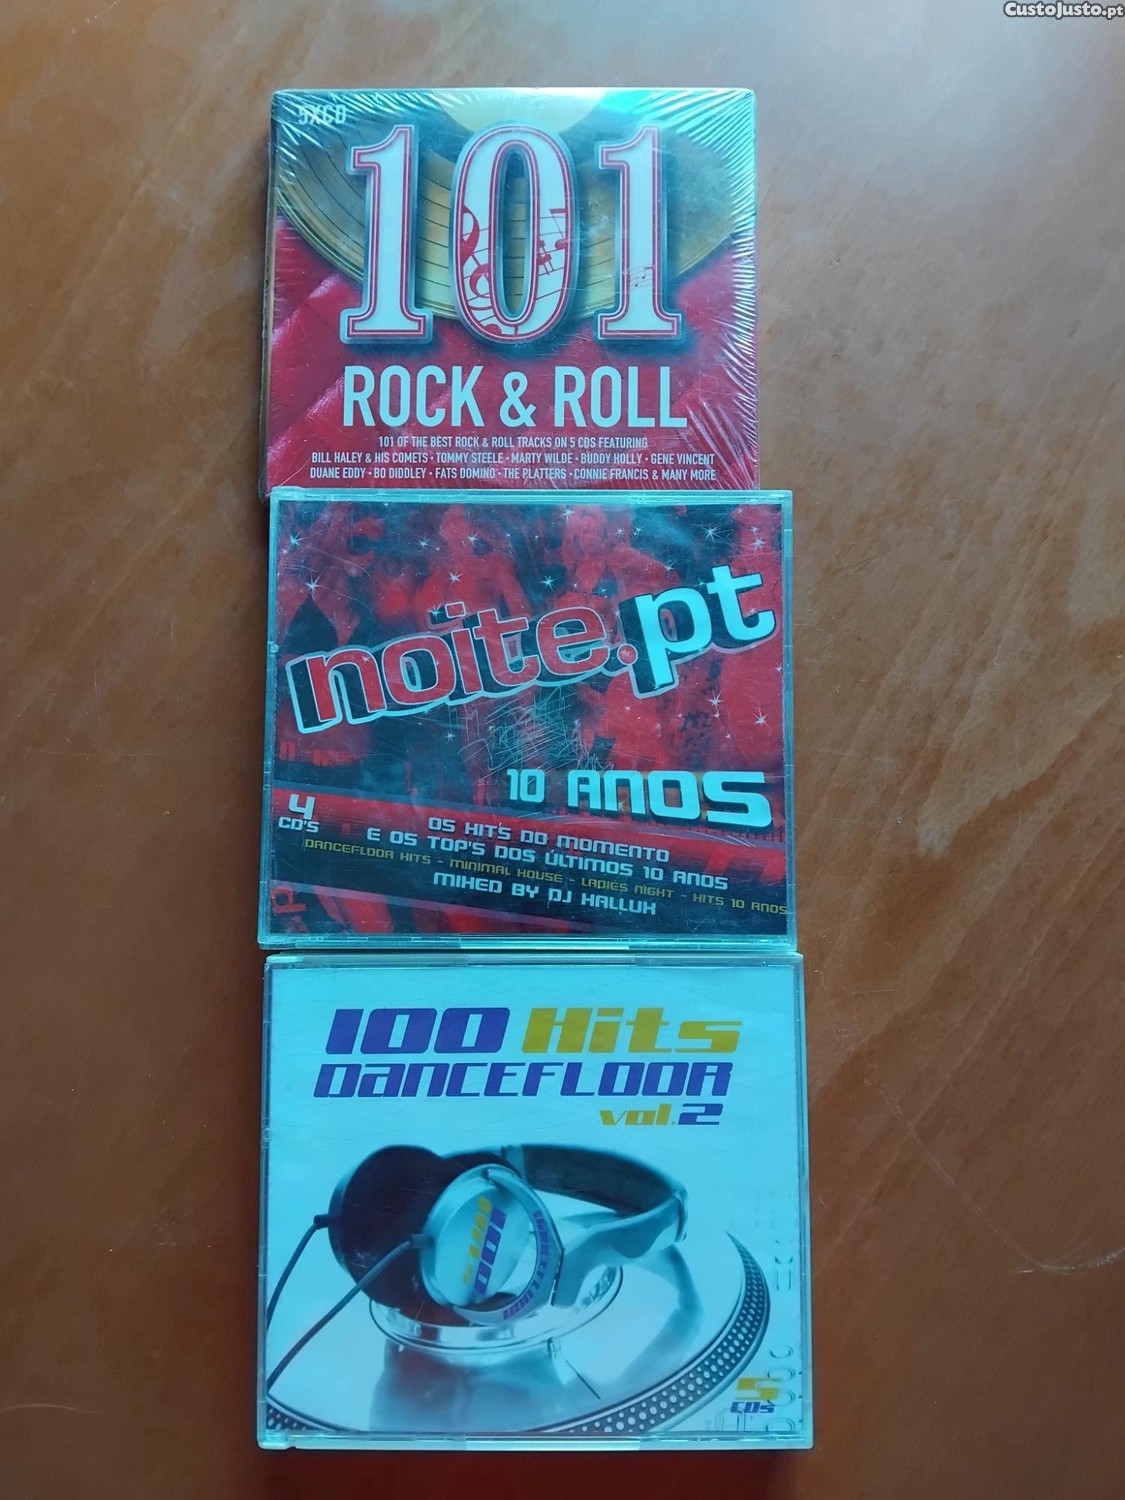 CustoJusto.pt
5XCD
101
ROCK & ROLL
101 OF THE BEST ROCK & ROLL TRACKS ON 5 CDS FEATURING
BILL HALEY & HIS COMETS • TOMMY STEELE • MARTY WILDE • BUDDY HOLLY • GENE VINCENT
DUANE EDDY • BO DIDDLEY • FATS DOMINO • THE PLATTERS • CONNIE FRANCIS & MANY MORE
noite.pt
10 ANOS
4
CD'S
OS HIT'S DO MOMENTO
E OS TOP'S DOS ÚLTIMOS 10 ANOS
DANCEFLOOR HITS - MINIMAL HOUSE - LADIES NIGHT - HITS 10 ANOS
MIXED BY DJ HALLUX
100 Hits
DANCEFLOOR
vol.2
100
Hits
DANCEFLOOR
5
CDs